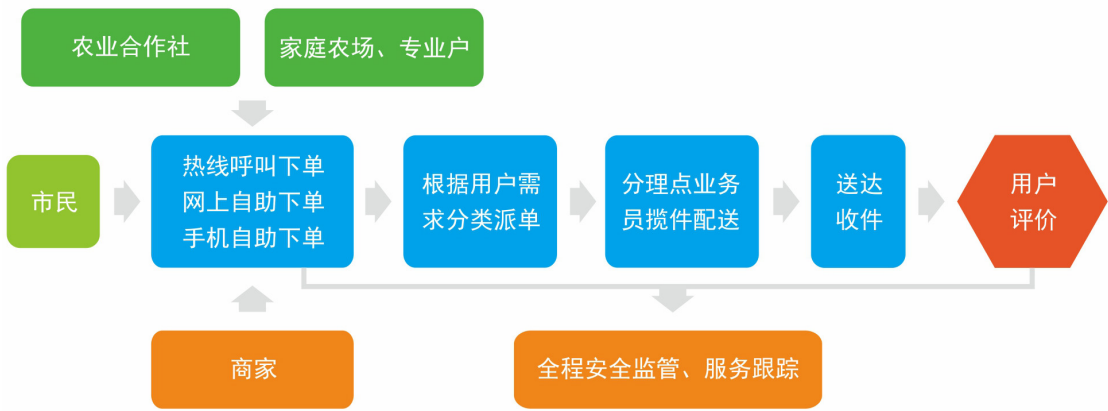 农业合作社
家庭农场、专业户
市民
热线呼叫下单
网上自助下单
手机自助下单
根据用户需
求分类派单
分理点业务
员揽件配送
送达
收件
用户
评价
商家
全程安全监管、服务跟踪